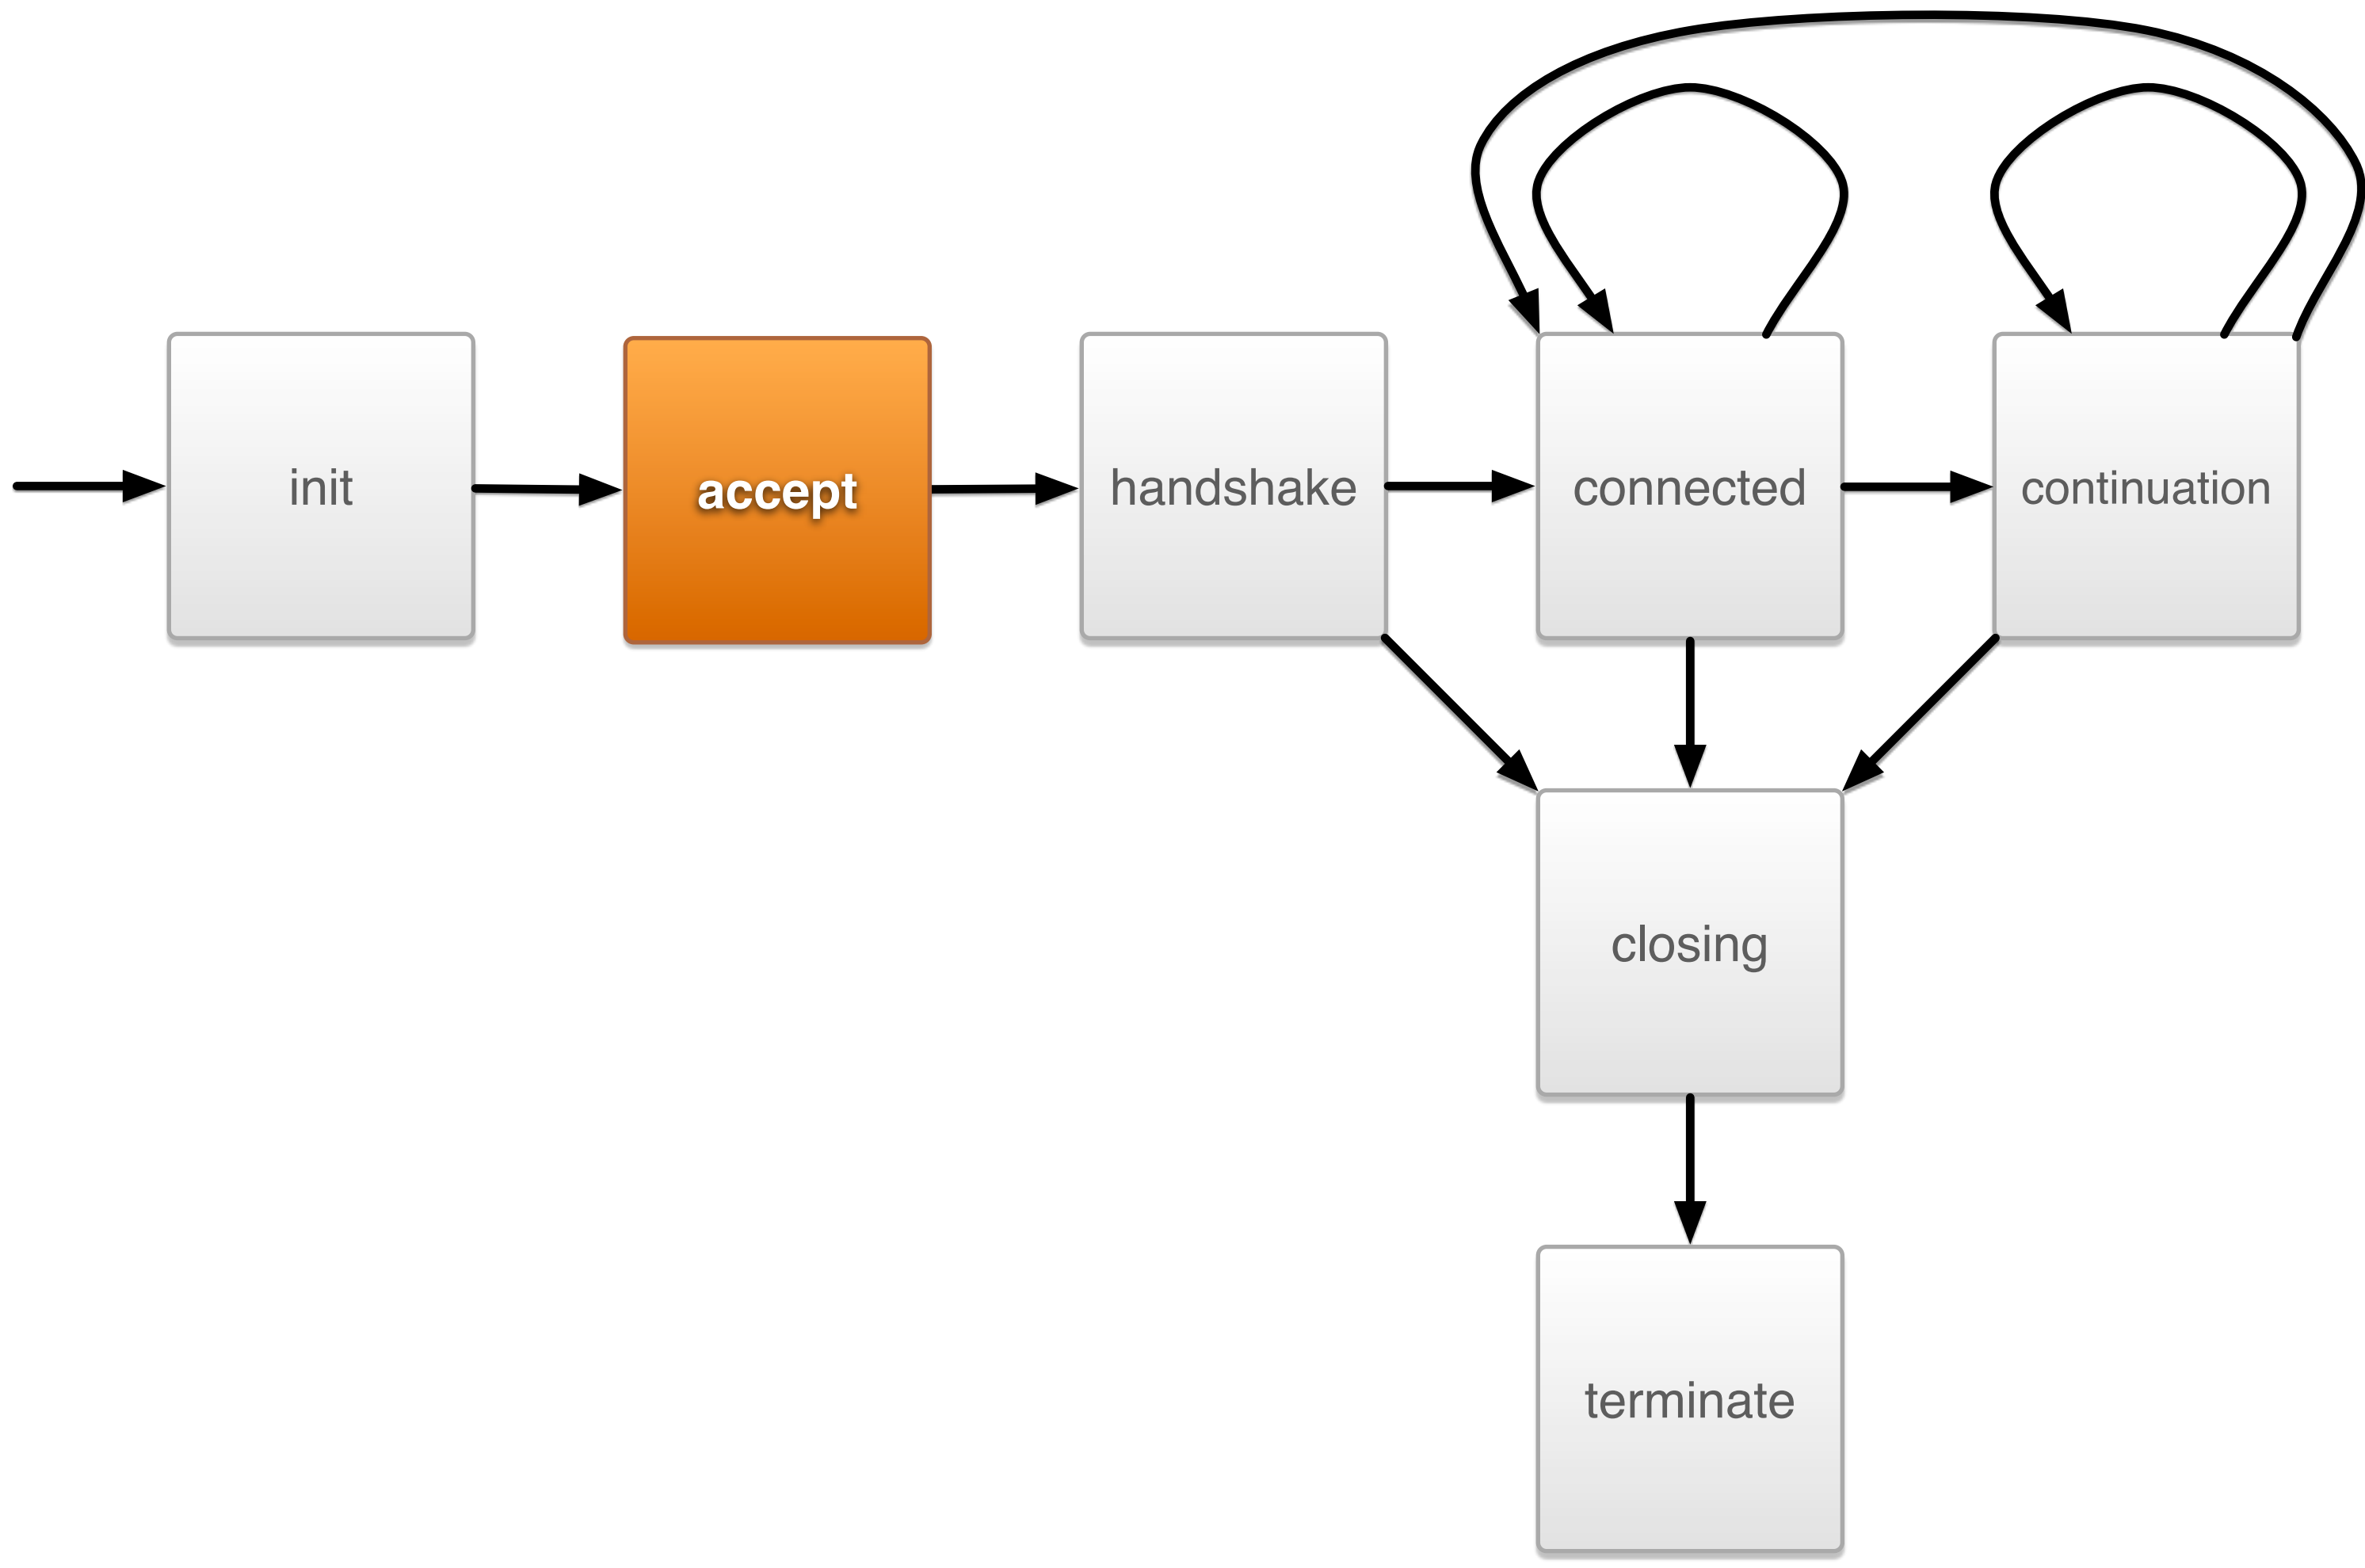 init
accept
handshake
connected
continuation
closing
terminate